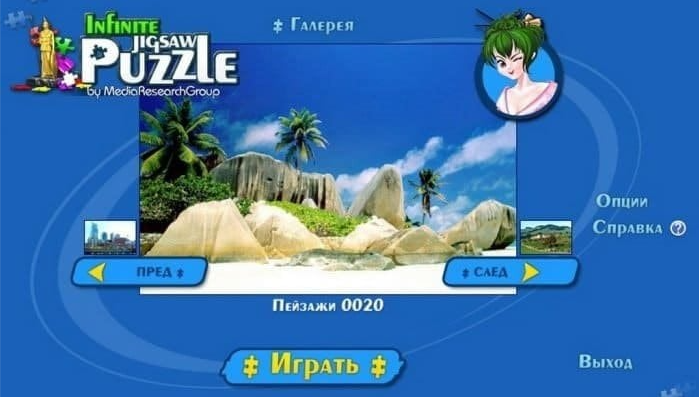 Infinite
Jigsaw
Puzzle
by MediaResearchGroup
Галерея
Опции
Справка ?
ПРЕД
СЛЕД
Пейзажи 0020
Играть
Выход